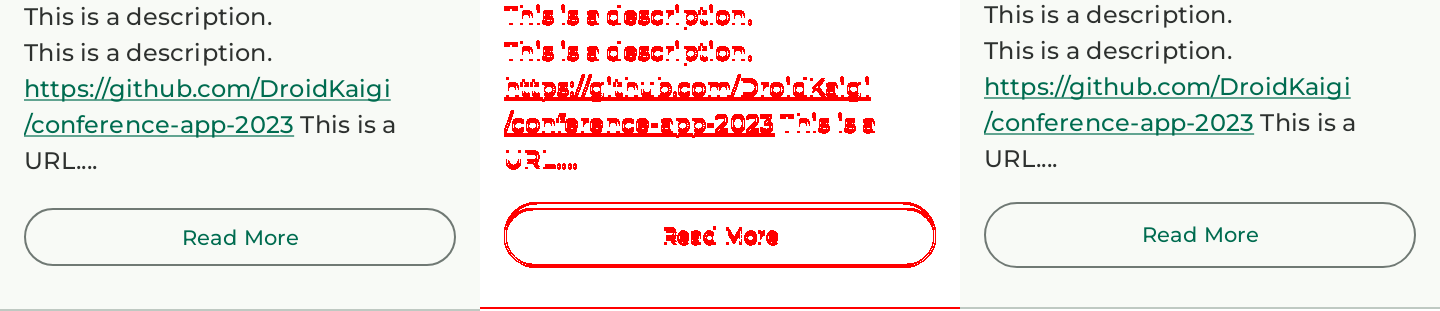 This is a description.
This is a description.
https://github.com/DroidKaigi
/conference-app-2023 This is a
URL....
Read More
This is a description.
This is a description.
https://github.com/DroidKaigi
/conference-app-2023 This is a
URL....
Read More
This is a description.
This is a description.
https://github.com/DroidKaigi
/conference-app-2023 This is a
URL....
Read More